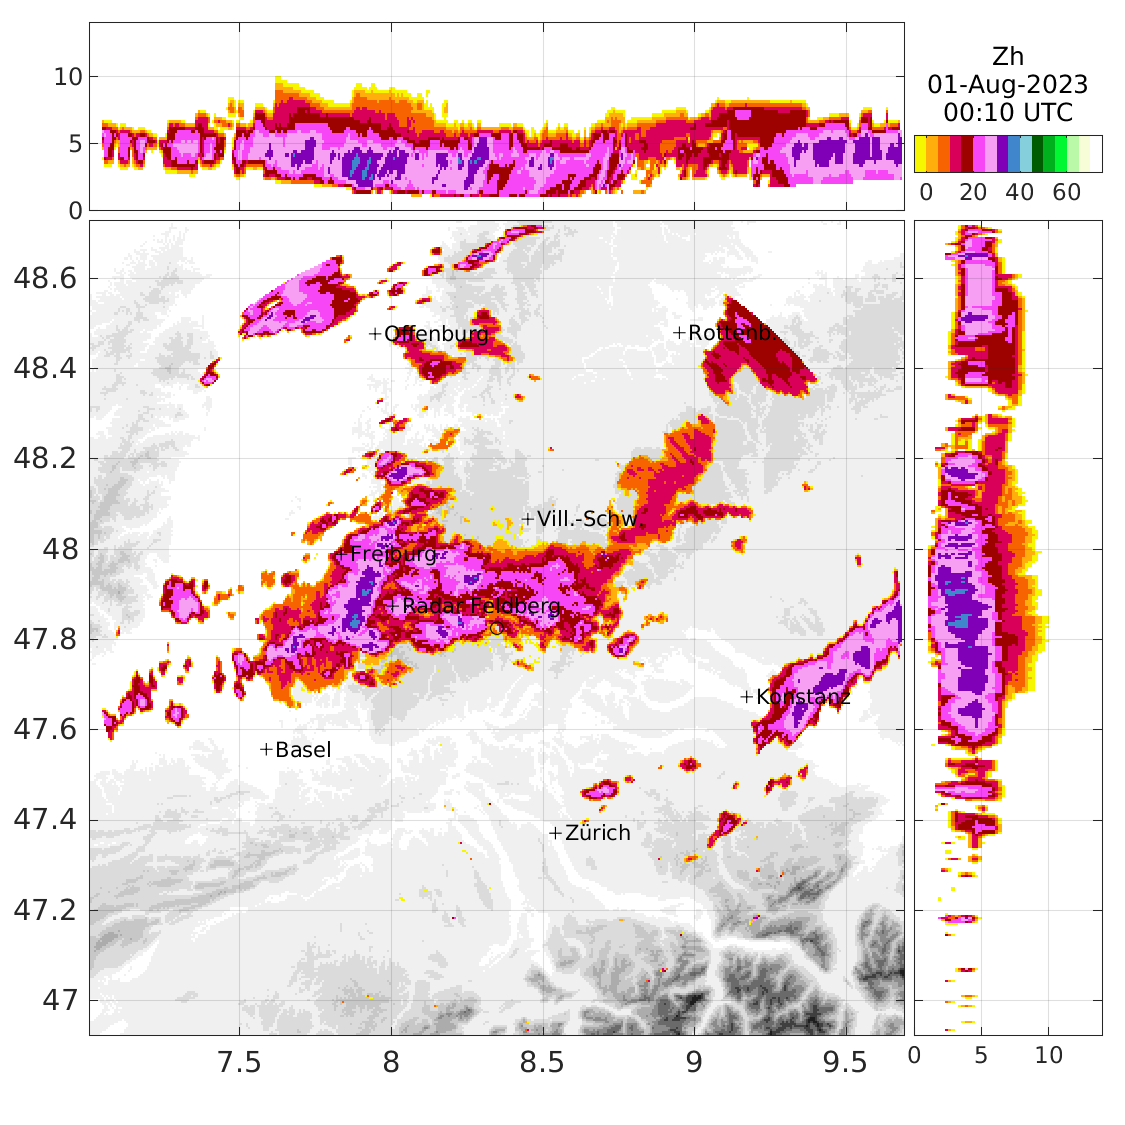 10
5
0
Zh
01-Aug-2023
00:10 UTC
0 20 40 60
48.6
48.4
48.2
48
47.8
47.6
47.4
47.2
47
+Offenburg
+Rottenb.
+Vill.-Schw.
+Freiburg
+Radar Feldberg
+Konstanz
+Basel
+Zürich
7.5 8 8.5 9 9.5
0 5 10